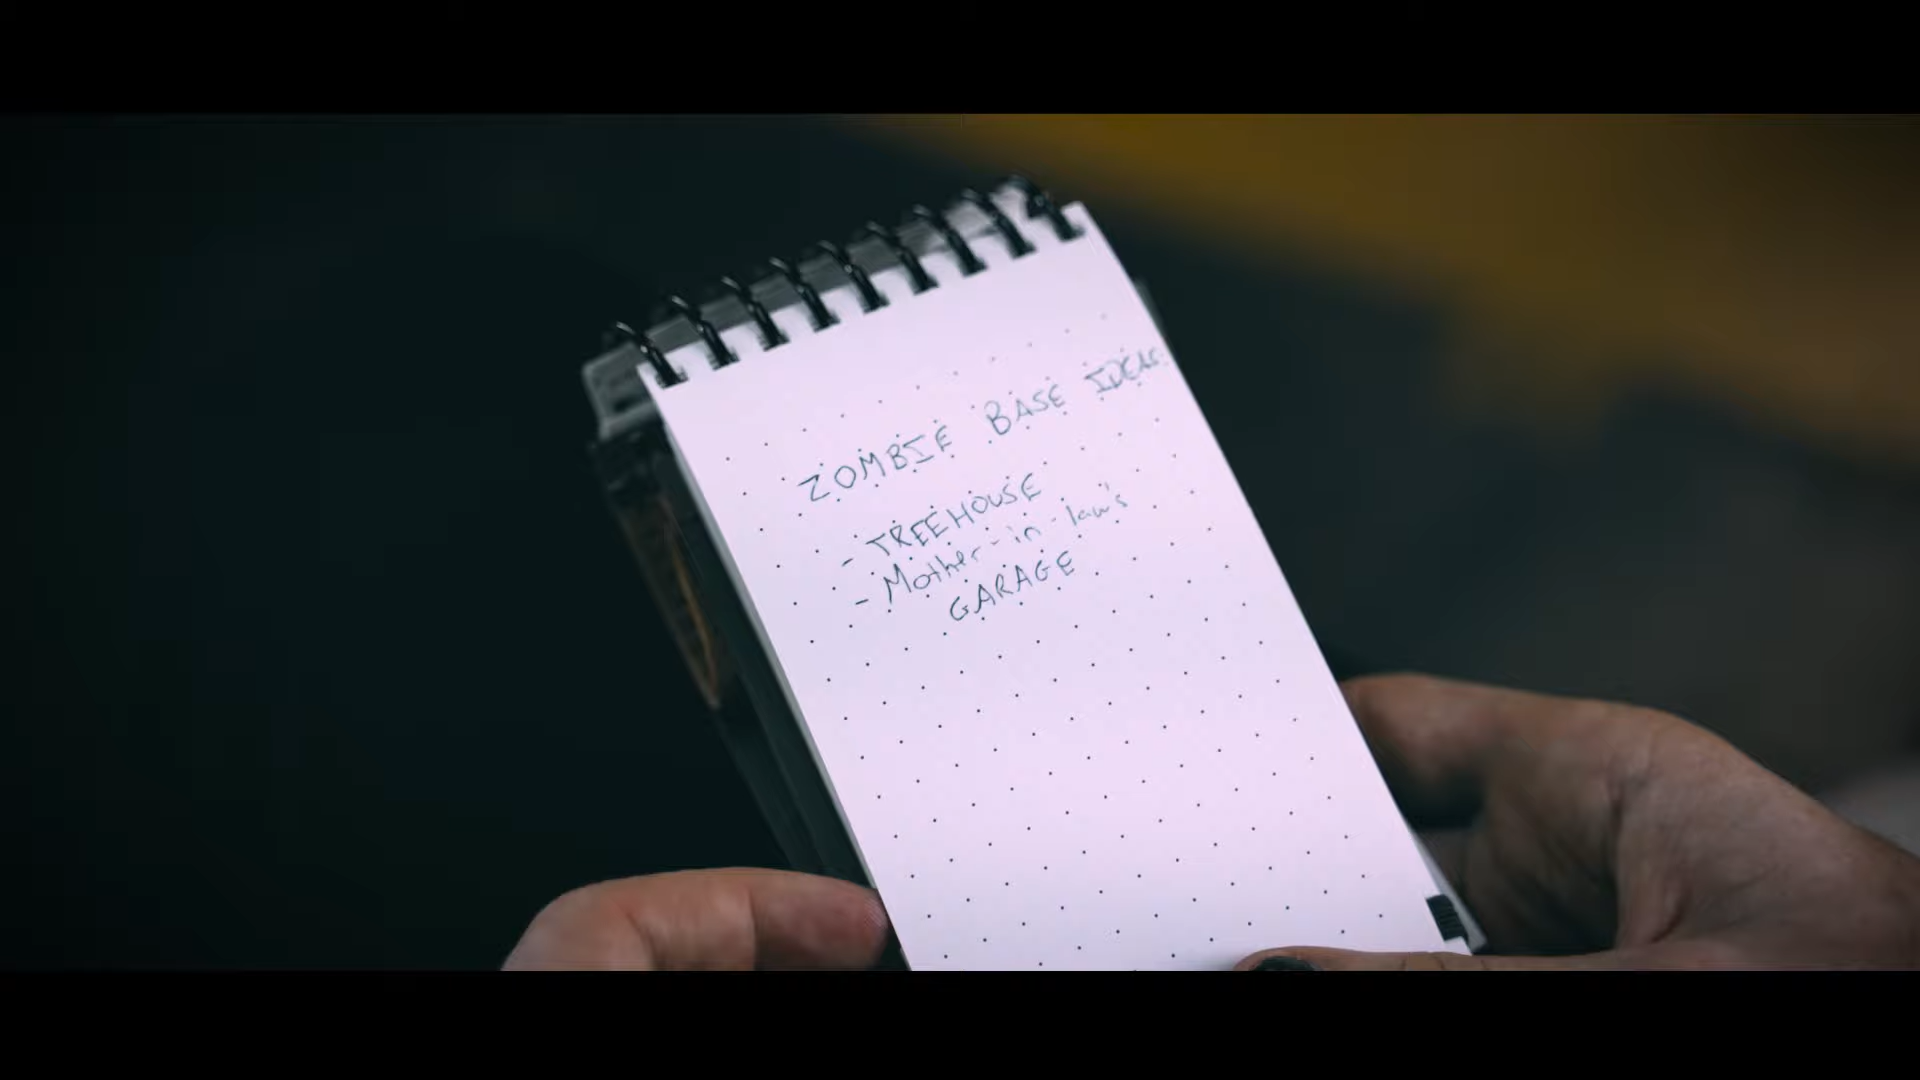 ZOMBIE BASE IDEAS
- TREEHOUSE
- Mother-in-law's
GARAGE